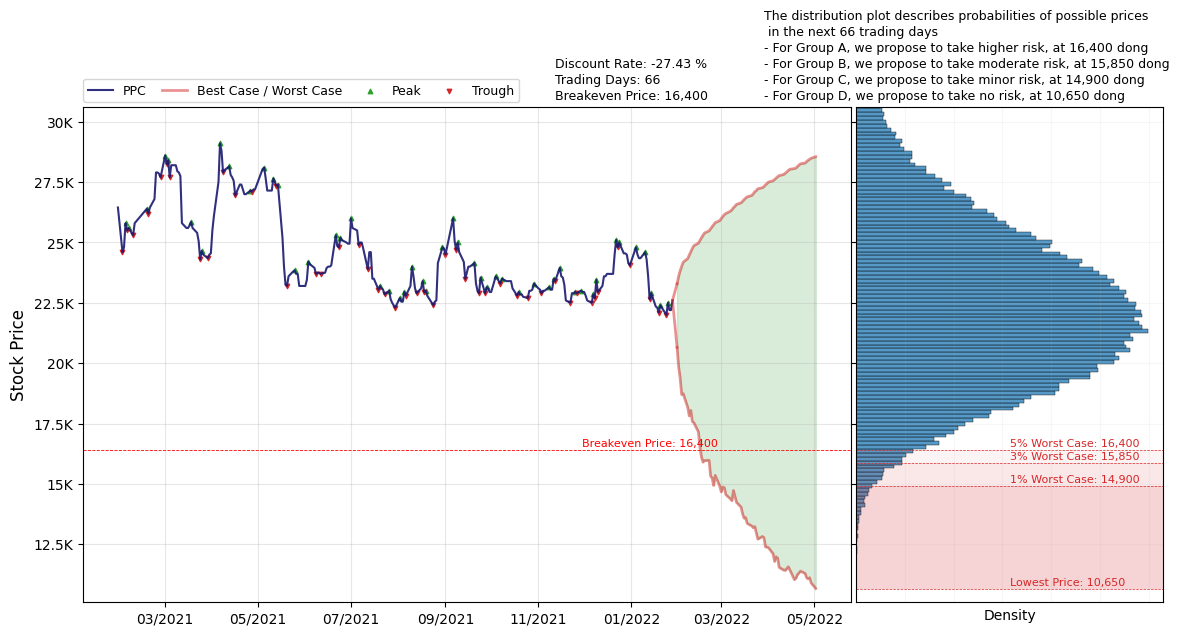 The distribution plot describes probabilities of possible prices
in the next 66 trading days
- For Group A, we propose to take higher risk, at 16,400 dong
- For Group B, we propose to take moderate risk, at 15,850 dong
- For Group C, we propose to take minor risk, at 14,900 dong
- For Group D, we propose to take no risk, at 10,650 dong
Discount Rate: -27.43 %
Trading Days: 66
Breakeven Price: 16,400
PPC
Best Case / Worst Case
Peak
Trough
Stock Price
30K
27.5K
25K
22.5K
20K
17.5K
15K
12.5K
Breakeven Price: 16,400
03/2021
05/2021
07/2021
09/2021
11/2021
01/2022
03/2022
05/2022
5% Worst Case: 16,400
3% Worst Case: 15,850
1% Worst Case: 14,900
Lowest Price: 10,650
Density